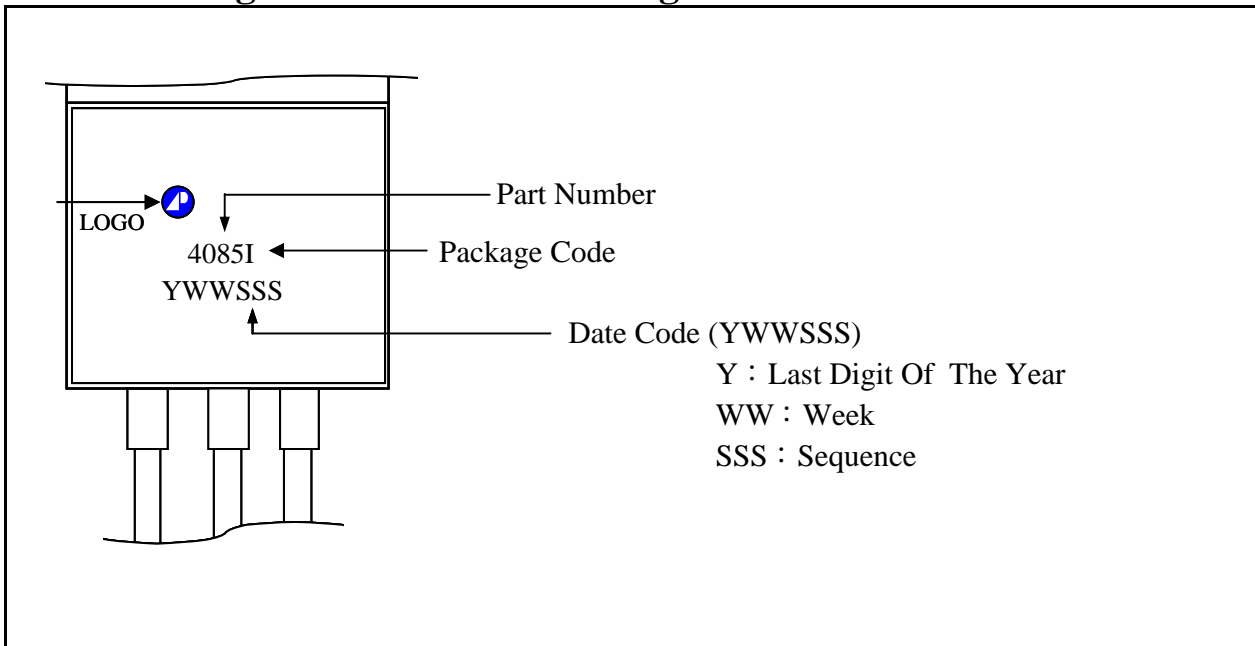 Part Number
LOGO
4085I
Package Code
YWWSSS
Date Code (YWWSSS)
Y：Last Digit Of The Year
WW：Week
SSS：Sequence